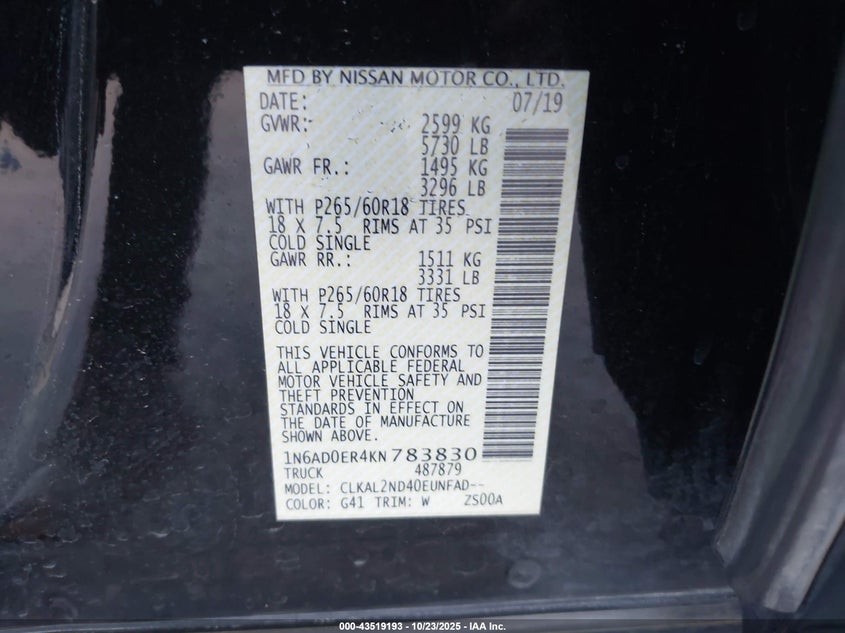 MFD BY NISSAN MOTOR CO., LTD.
DATE: 07/19
GVWR: 2599 KG
5730 LB
GAWR FR.: 1495 KG
3296 LB
WITH P265/60R18 TIRES
18 X 7.5 RIMS AT 35 PSI
COLD SINGLE
GAWR RR.: 1511 KG
3331 LB
WITH P265/60R18 TIRES
18 X 7.5 RIMS AT 35 PSI
COLD SINGLE
THIS VEHICLE CONFORMS TO
ALL APPLICABLE FEDERAL
MOTOR VEHICLE SAFETY AND
THEFT PREVENTION
STANDARDS IN EFFECT ON
THE DATE OF MANUFACTURE
SHOWN ABOVE.
1N6AD0ER4KN783830
TRUCK 487879
MODEL: CLKAL2ND40EUNFAD--
COLOR: G41 TRIM: W ZS00A
000-43519193 - 10/23/2025 - IAA Inc.